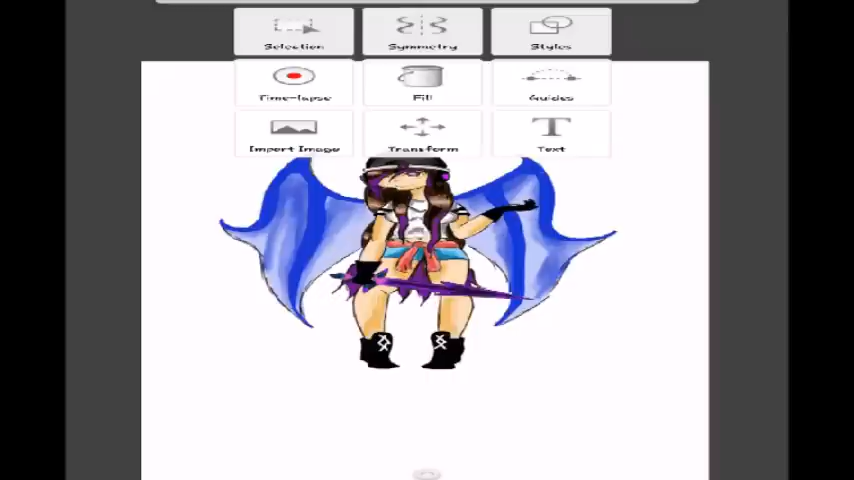 Selection Symmetry Styles
Time-lapse Fill Guides
Import Image Transform Text